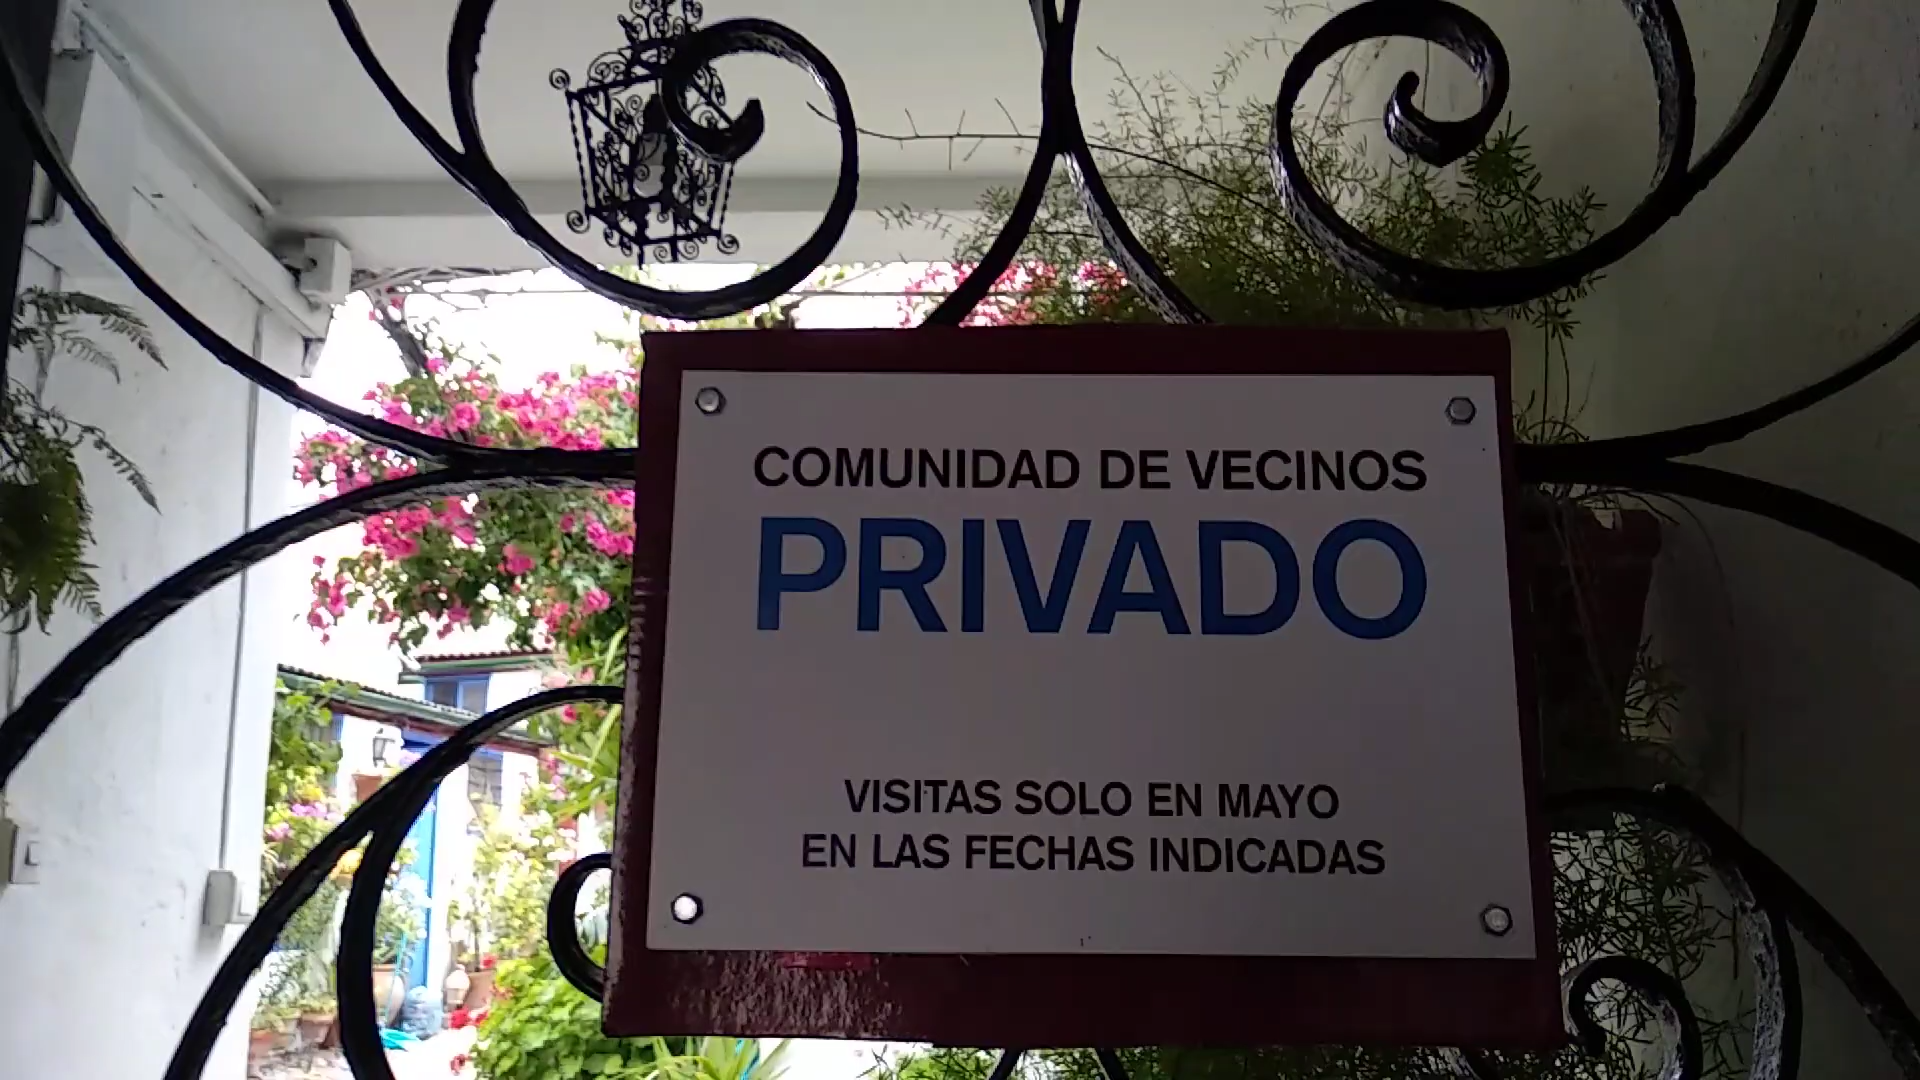 COMUNIDAD DE VECINOS
PRIVADO
VISITAS SOLO EN MAYO
EN LAS FECHAS INDICADAS